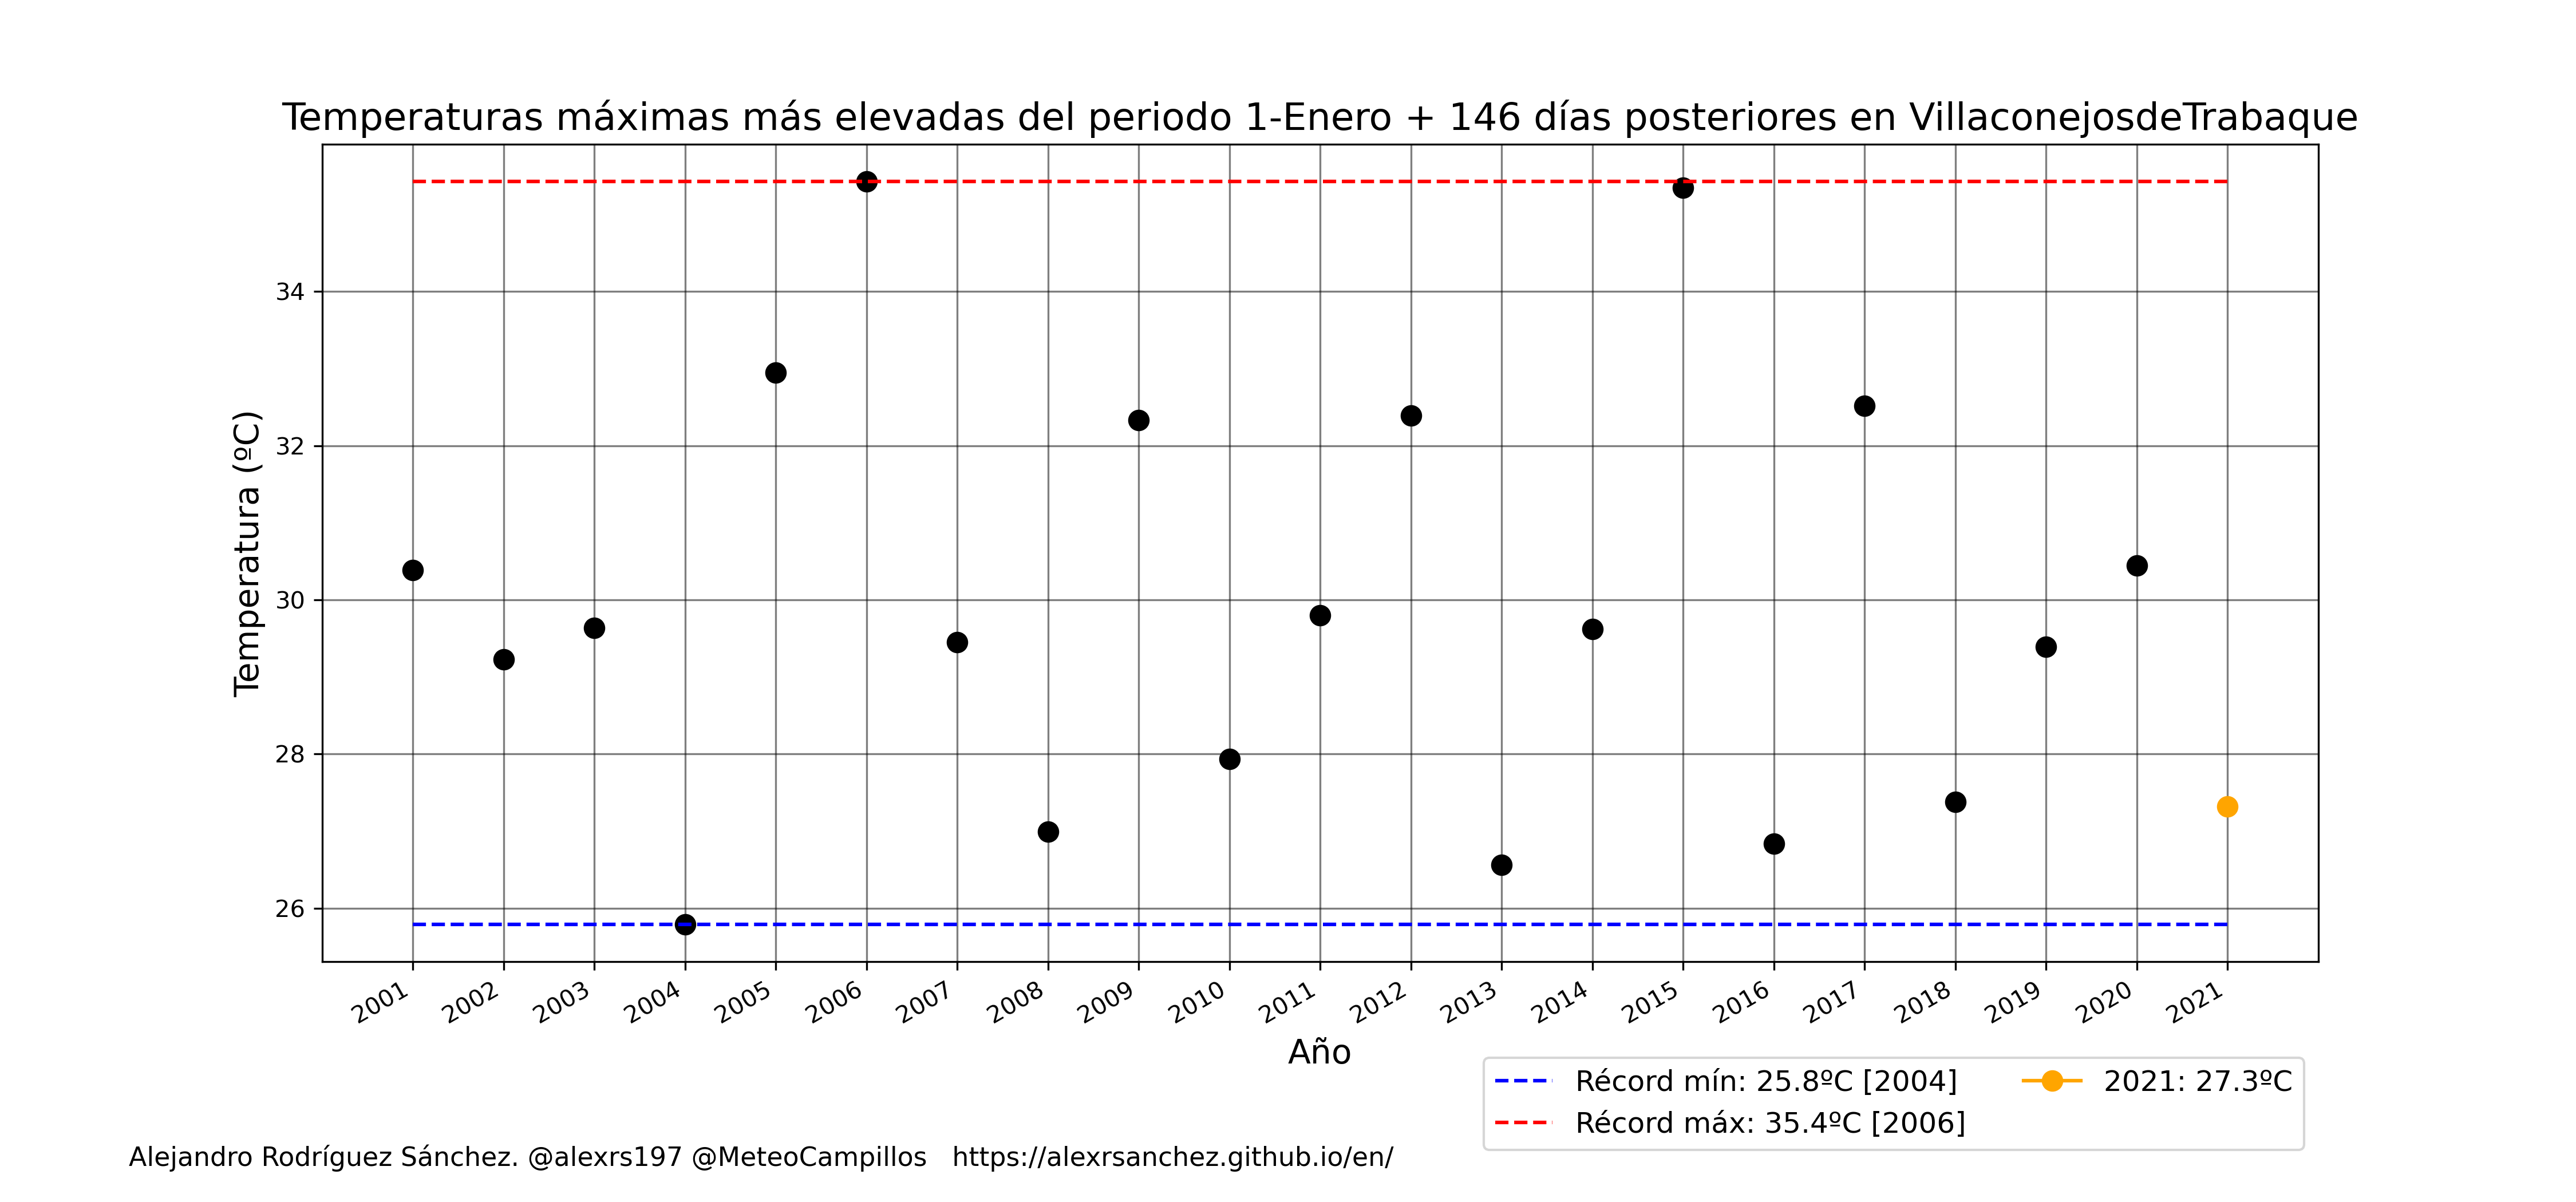 Temperaturas máximas más elevadas del periodo 1-Enero + 146 días posteriores en VillaconejosdeTrabaque
Temperatura (ºC)
34
32
30
28
26
2001 2002 2003 2004 2005 2006 2007 2008 2009 2010 2011 2012 2013 2014 2015 2016 2017 2018 2019 2020 2021
Año
Récord mín: 25.8ºC [2004]
Récord máx: 35.4ºC [2006]
2021: 27.3ºC
Alejandro Rodríguez Sánchez. @alexrs197 @MeteoCampillos https://alexrsanchez.github.io/en/